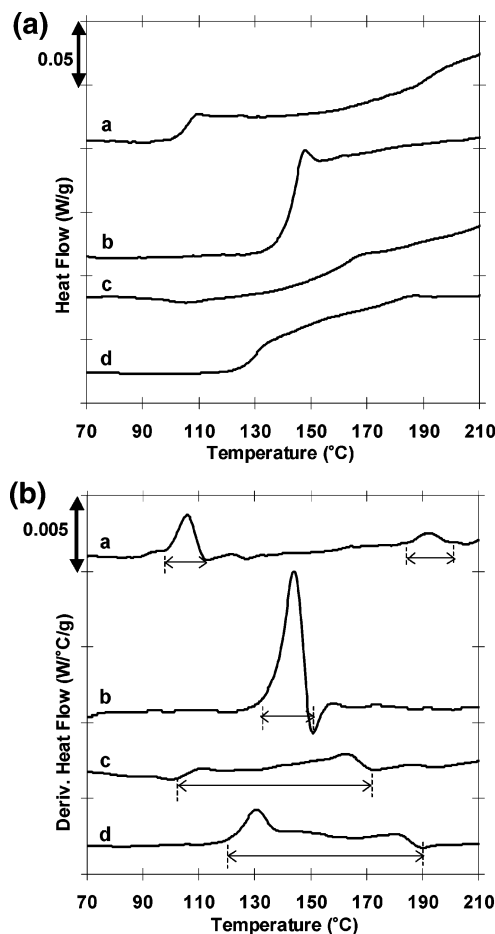 (a)
0.05
a
b
c
d
Heat Flow (W/g)
70 90 110 130 150 170 190 210
Temperature (°C)
(b)
0.005
a
b
c
d
Deriv. Heat Flow (W/°C/g)
70 90 110 130 150 170 190 210
Temperature (°C)